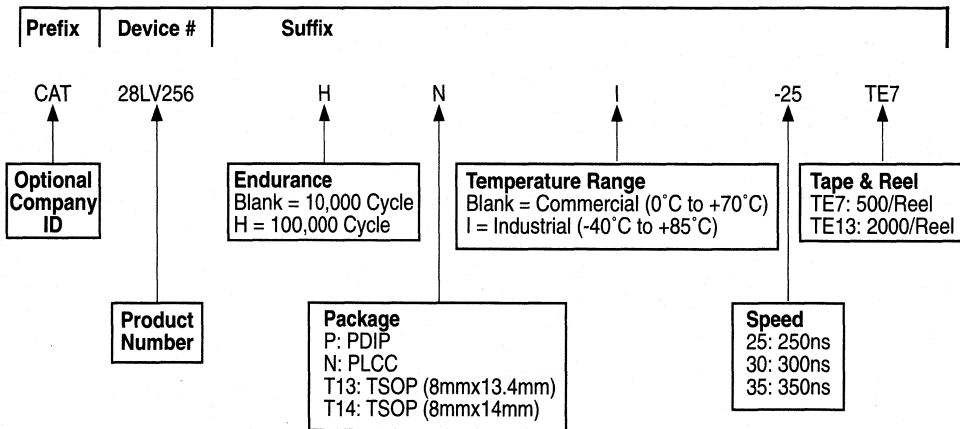 Prefix Device # Suffix
CAT 28LV256 H N I -25 TE7
Optional
Company
ID
Endurance
Blank = 10,000 Cycle
H = 100,000 Cycle
Temperature Range
Blank = Commercial (0˚C to +70˚C)
I = Industrial (-40˚C to +85˚C)
Tape & Reel
TE7: 500/Reel
TE13: 2000/Reel
Product
Number
Package
P: PDIP
N: PLCC
T13: TSOP (8mmx13.4mm)
T14: TSOP (8mmx14mm)
Speed
25: 250ns
30: 300ns
35: 350ns